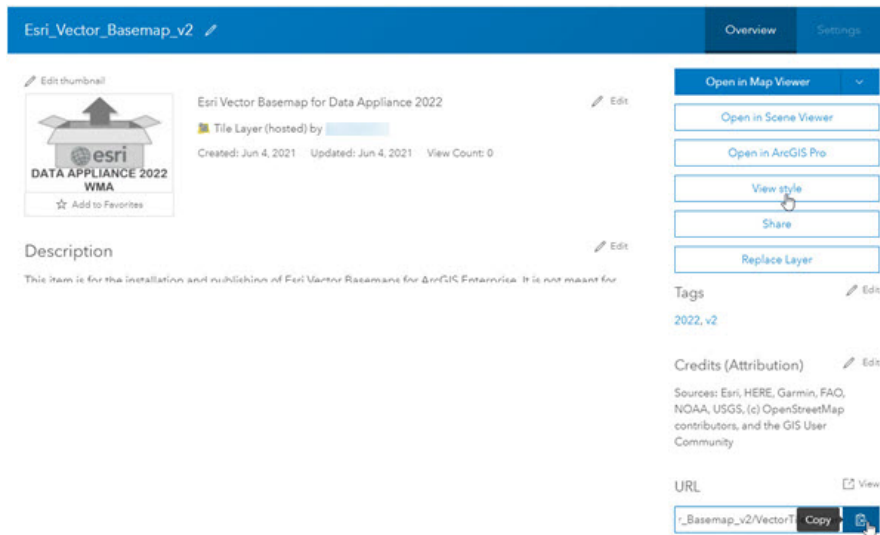 Esri_Vector_Basemap_v2
Overview
Settings
Edit thumbnail
esri
DATA APPLIANCE 2022
WMA
Add to Favorites
Esri Vector Basemap for Data Appliance 2022
Edit
Tile Layer (hosted) by
Created: Jun 4, 2021 Updated: Jun 4, 2021 View Count: 0
Description
Edit
This item is for the installation and publishing of Esri Vector Basemaps for ArcGIS Enterprise. It is not meant for
Open in Map Viewer
Open in Scene Viewer
Open in ArcGIS Pro
View style
Share
Replace Layer
Tags
Edit
2022, v2
Credits (Attribution)
Edit
Sources: Esri, HERE, Garmin, FAO,
NOAA, USGS, (c) OpenStreetMap
contributors, and the GIS User
Community
URL
View
r_Basemap_v2/VectorTi
Copy